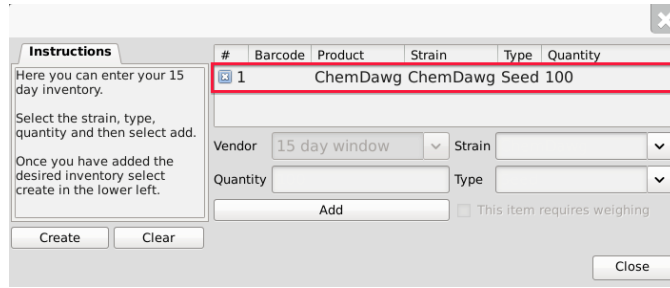 Instructions
Here you can enter your 15
day inventory.
Select the strain, type,
quantity and then select add.
Once you have added the
desired inventory select
create in the lower left.
Create Clear
# Barcode Product Strain Type Quantity
1 ChemDawg ChemDawg Seed 100
Vendor 15 day window Strain
Quantity Type
Add This item requires weighing
Close